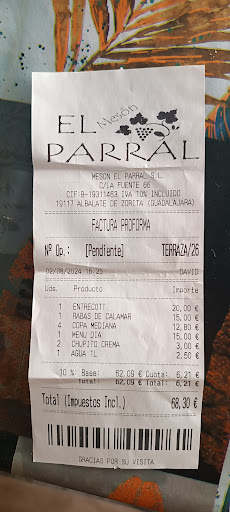 EL Mesón
PARRAL
MESON EL PARRAL S.L.
C/LA FUENTE 66
CIF:B-19311463 IVA 10% INCLUIDO
19117 ALBALATE DE ZORITA (GUADALAJARA)
FACTURA PROFORMA
Nº Op.: [Pendiente] TERRAZA/26
02/08/2024 16:26 DAVID
Uds. Producto Importe
1 ENTRECOTT. 20,00 €
1 RABAS DE CALAMAR 15,00 €
4 COPA MEDIANA 12,80 €
1 MENU DIA 15,00 €
2 CHUPITO CREMA 3,00 €
1 AGUA 1L 2,50 €
10 %: Base: 62,09 € Cuota: 6,21 €
Total: 62,09 € Total: 6,21 €
Total (Impuestos Incl.) 68,30 €
GRACIAS POR SU VISITA